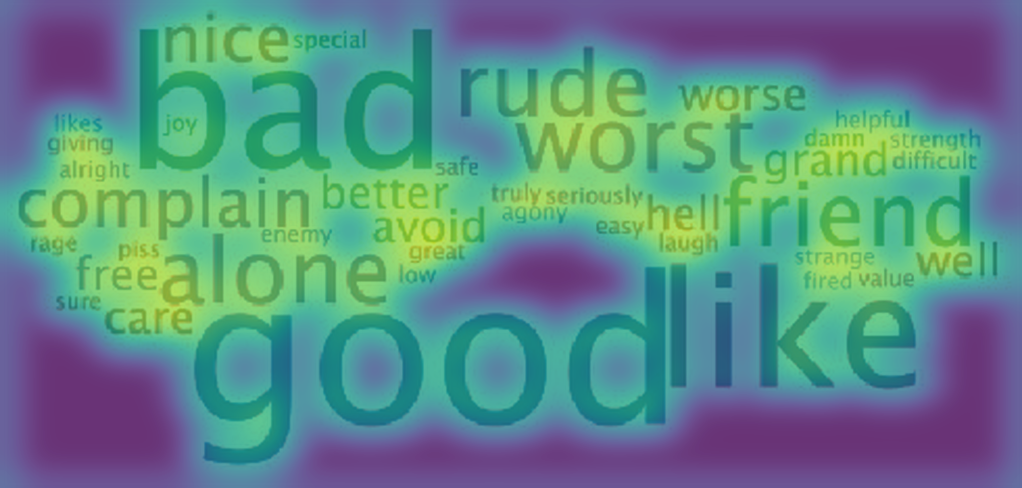 nice special
bad rude worse
likes joy worst helpful
giving damn strength
alright safe grand difficult
complain better truly seriously hell friend
avoid agony easy
rage piss enemy great laugh strange well
free alone low fired value
sure care
good like